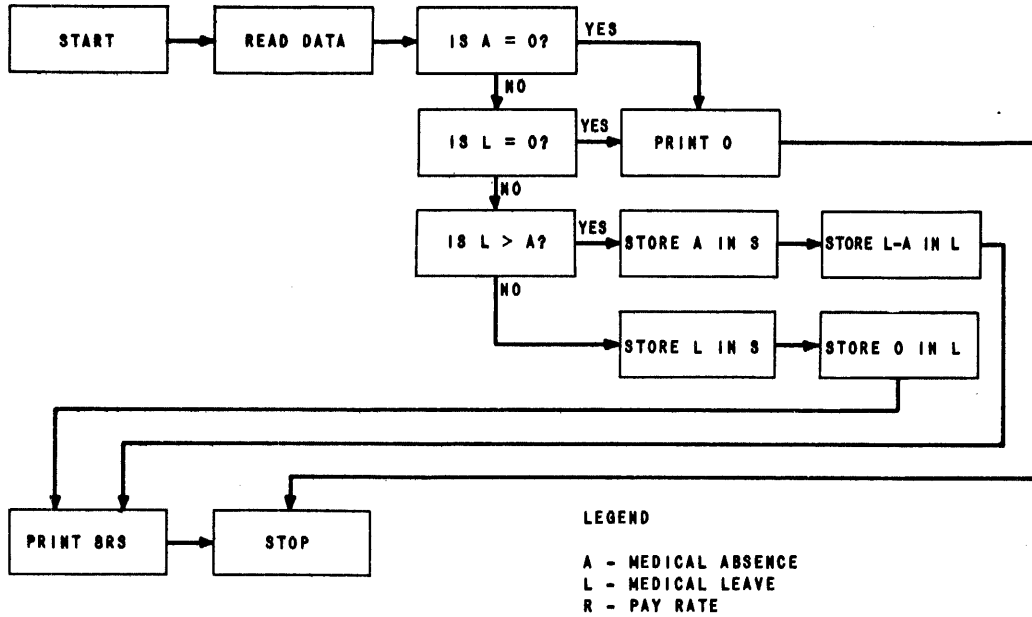 START
READ DATA
IS A = 0?
YES
NO
IS L = 0?
YES
PRINT 0
NO
IS L > A?
YES
STORE A IN S
STORE L-A IN L
NO
STORE L IN S
STORE 0 IN L
PRINT 8RS
STOP
LEGEND
A - MEDICAL ABSENCE
L - MEDICAL LEAVE
R - PAY RATE